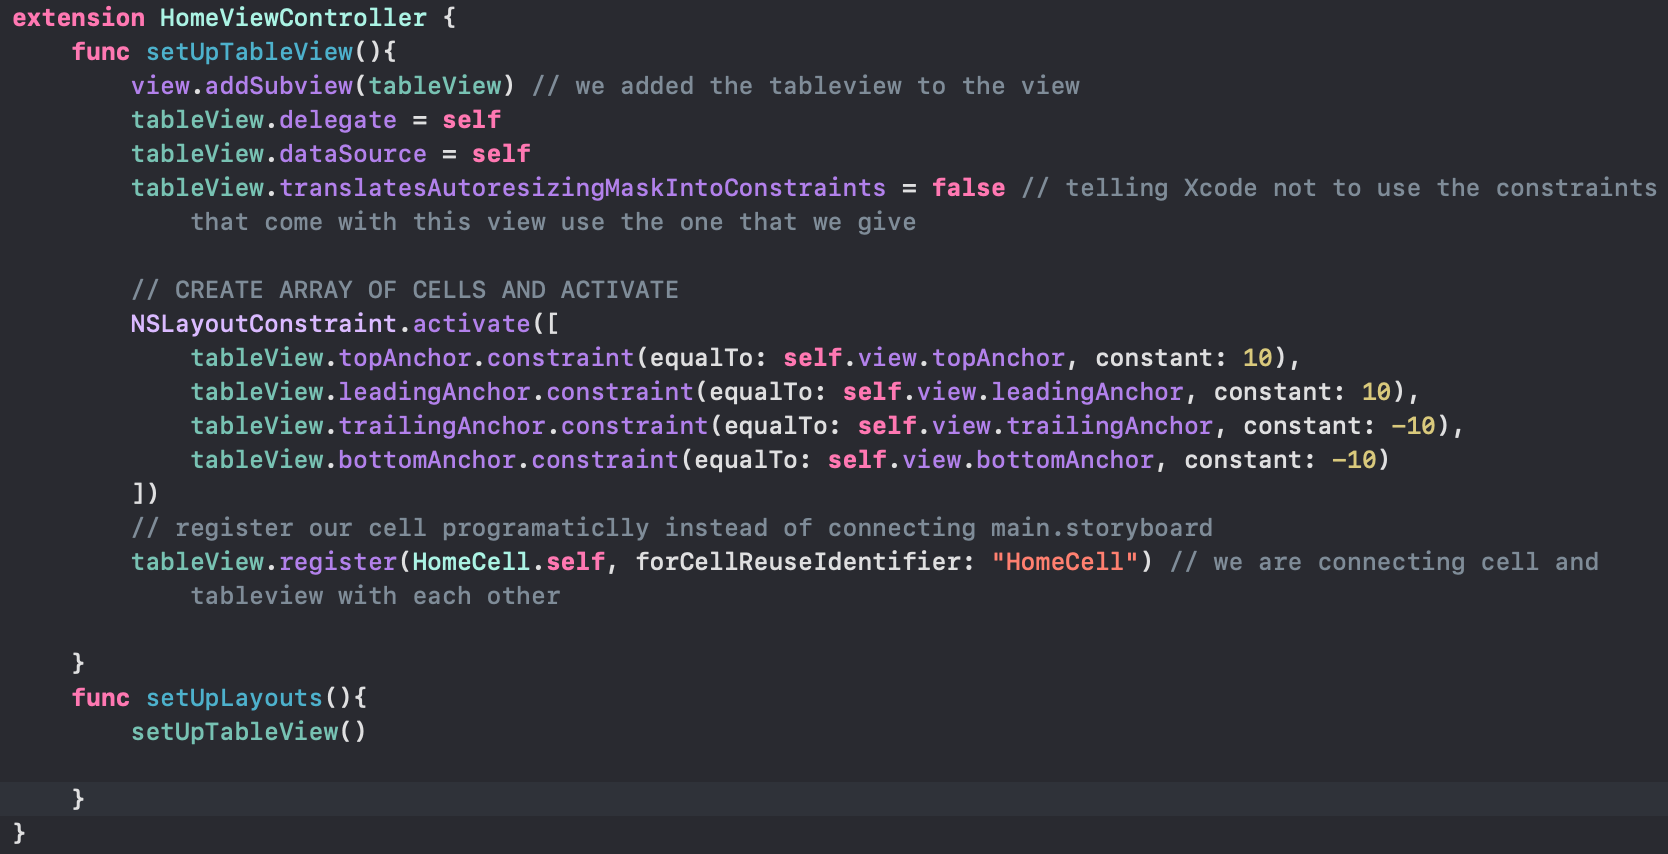 extension HomeViewController {
    func setUpTableView(){
        view.addSubview(tableView) // we added the tableview to the view
        tableView.delegate = self
        tableView.dataSource = self
        tableView.translatesAutoresizingMaskIntoConstraints = false // telling Xcode not to use the constraints
            that come with this view use the one that we give

        // CREATE ARRAY OF CELLS AND ACTIVATE
        NSLayoutConstraint.activate([
            tableView.topAnchor.constraint(equalTo: self.view.topAnchor, constant: 10),
            tableView.leadingAnchor.constraint(equalTo: self.view.leadingAnchor, constant: 10),
            tableView.trailingAnchor.constraint(equalTo: self.view.trailingAnchor, constant: -10),
            tableView.bottomAnchor.constraint(equalTo: self.view.bottomAnchor, constant: -10)
        ])
        // register our cell programaticlly instead of connecting main.storyboard
        tableView.register(HomeCell.self, forCellReuseIdentifier: "HomeCell") // we are connecting cell and
            tableview with each other

    }
    func setUpLayouts(){
        setUpTableView()

    }
}